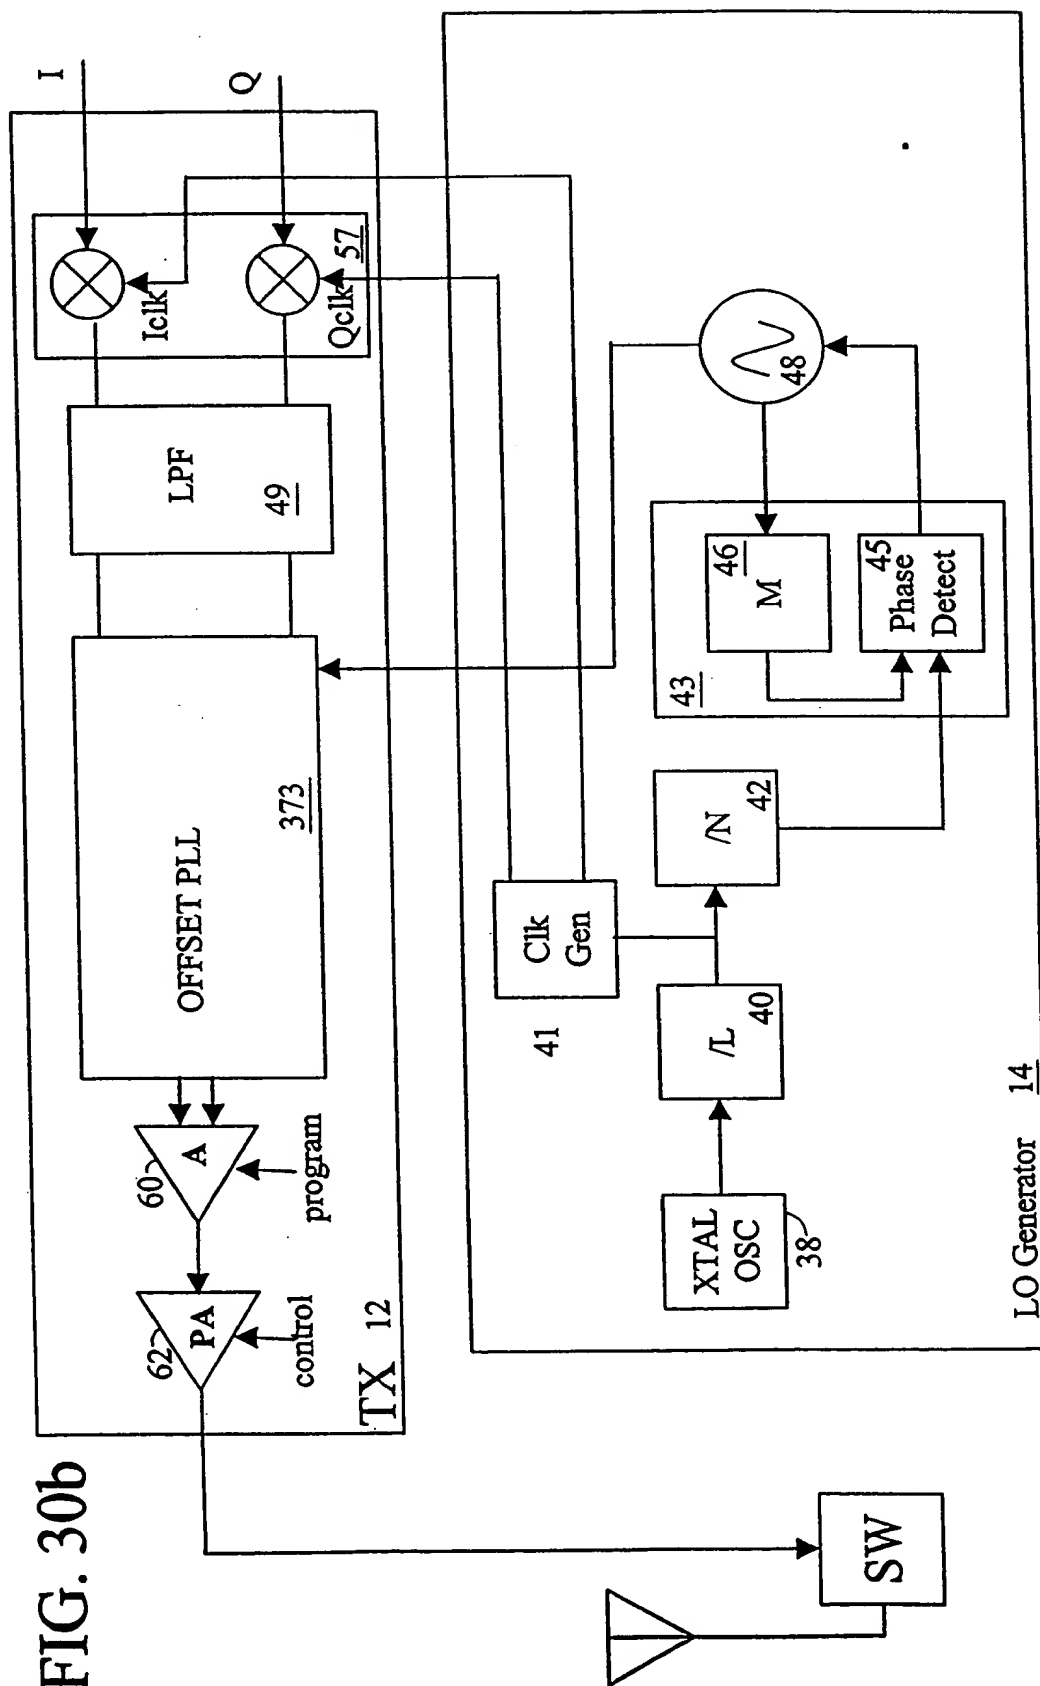 FIG. 30b
TX 12
62
PA
control
60
A
program
OFFSET PLL
373
LPF
49
Iclk
Qclk
57
I
Q
SW
LO Generator 14
XTAL
OSC
38
/L
40
41
Clk
Gen
/N
42
43
46
M
45
Phase
Detect
48